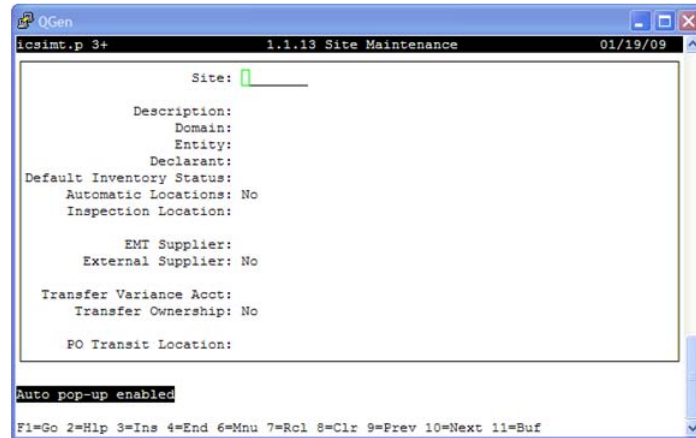 QGen
icsimt.p 3+ 1.1.13 Site Maintenance 01/19/09
Site:
Description:
Domain:
Entity:
Declarant:
Default Inventory Status:
Automatic Locations: No
Inspection Location:
EMT Supplier:
External Supplier: No
Transfer Variance Acct:
Transfer Ownership: No
PO Transit Location:
Auto pop-up enabled
F1=Go 2=Hlp 3=Ins 4=End 6=Mnu 7=Rcl 8=Clr 9=Prev 10=Next 11=Buf